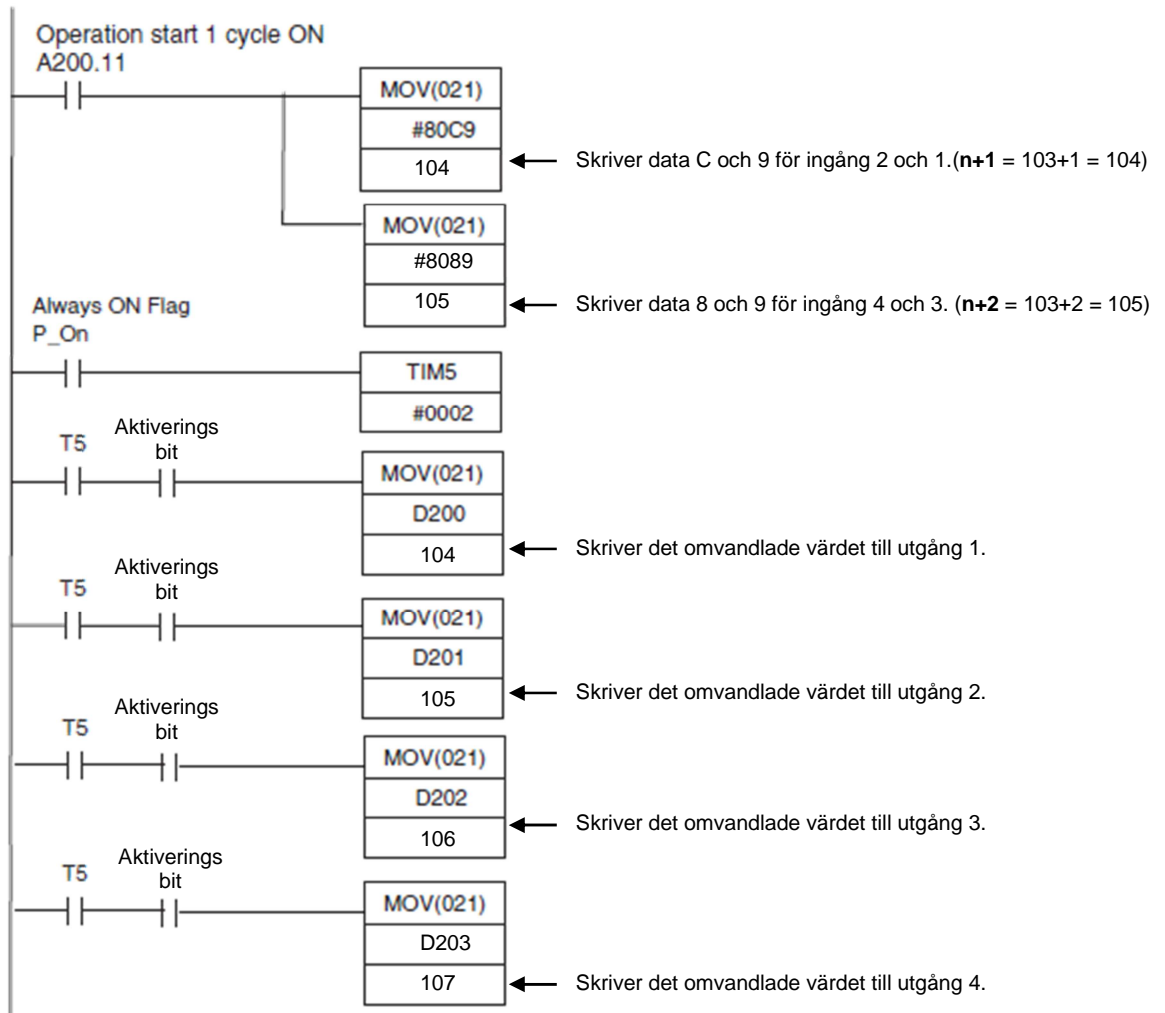 Operation start 1 cycle ON
A200.11
MOV(021)
#80C9
104
Skriver data C och 9 för ingång 2 och 1.(n+1 = 103+1 = 104)
MOV(021)
#8089
105
Skriver data 8 och 9 för ingång 4 och 3. (n+2 = 103+2 = 105)
Always ON Flag
P_On
TIM5
#0002
T5
Aktiverings
bit
MOV(021)
D200
104
Skriver det omvandlade värdet till utgång 1.
T5
Aktiverings
bit
MOV(021)
D201
105
Skriver det omvandlade värdet till utgång 2.
T5
Aktiverings
bit
MOV(021)
D202
106
Skriver det omvandlade värdet till utgång 3.
T5
Aktiverings
bit
MOV(021)
D203
107
Skriver det omvandlade värdet till utgång 4.